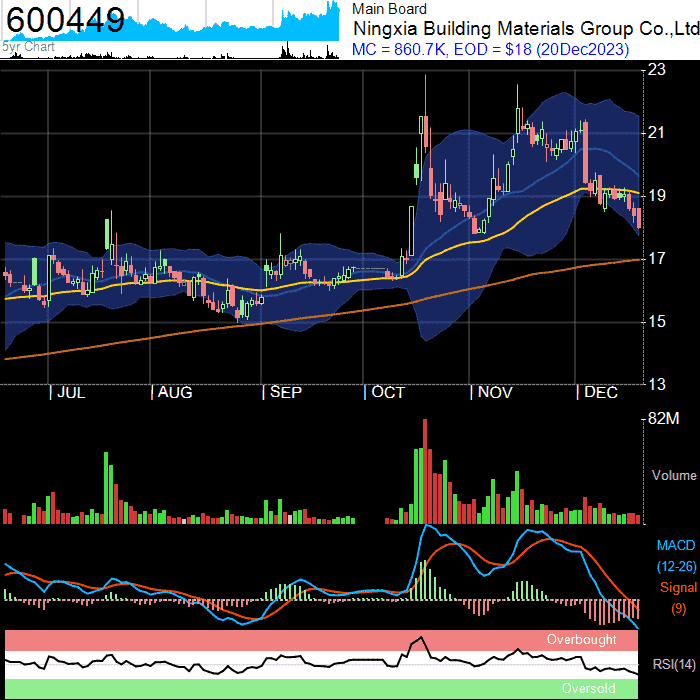 600449
5yr Chart
Main Board
Ningxia Building Materials Group Co.,Ltd
MC = 860.7K, EOD = $18 (20Dec2023)
23
21
19
17
15
13
| JUL | AUG | SEP | OCT | NOV | DEC
82M
Volume
MACD
(12-26)
Signal
(9)
Overbought
RSI(14)
Oversold